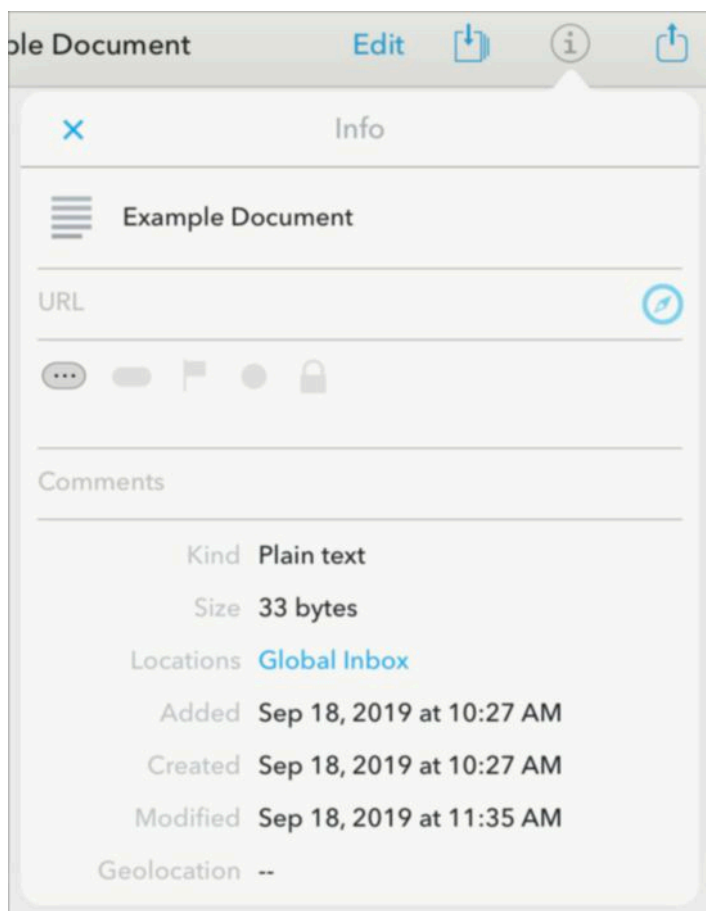 ple Document Edit
Info
Example Document
URL
Comments
Kind Plain text
Size 33 bytes
Locations Global Inbox
Added Sep 18, 2019 at 10:27 AM
Created Sep 18, 2019 at 10:27 AM
Modified Sep 18, 2019 at 11:35 AM
Geolocation --